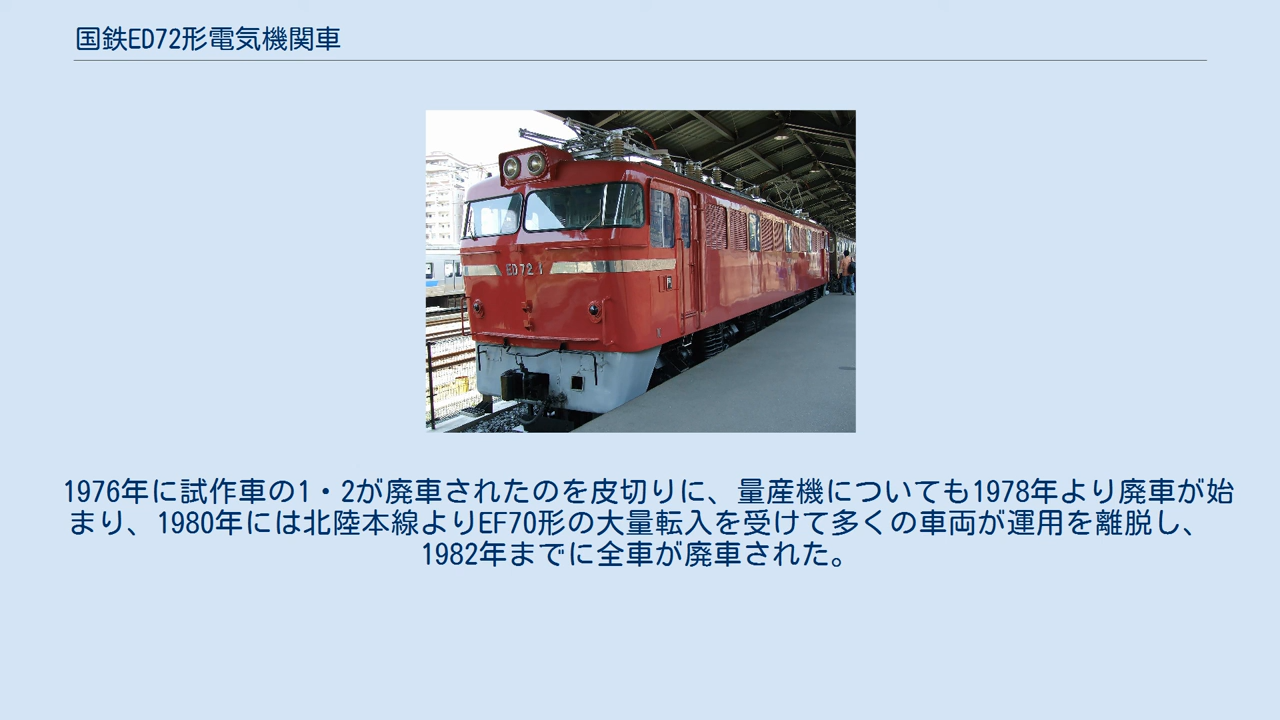 国鉄ED72形電気機関車
ED72 1
1976年に試作車の1・2が廃車されたのを皮切りに、量産機についても1978年より廃車が始
まり、1980年には北陸本線よりEF70形の大量転入を受けて多くの車両が運用を離脱し、
1982年までに全車が廃車された。